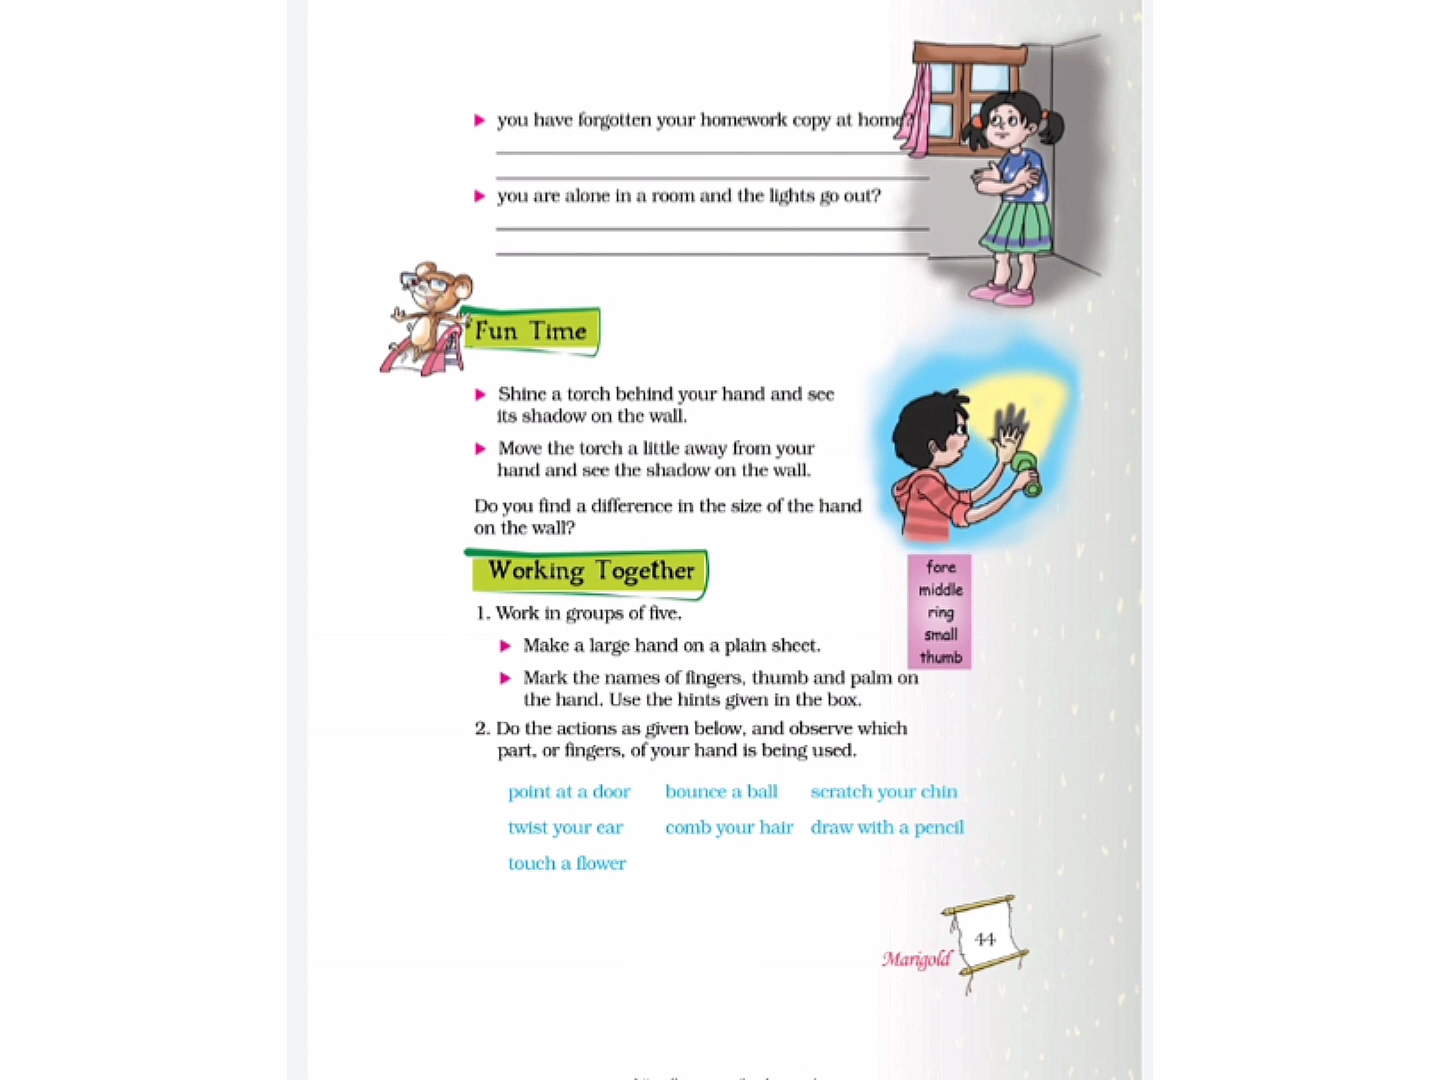 you have forgotten your homework copy at home?
you are alone in a room and the lights go out?
Fun Time
Shine a torch behind your hand and see
its shadow on the wall.
Move the torch a little away from your
hand and see the shadow on the wall.
Do you find a difference in the size of the hand
on the wall?
Working Together
fore
middle
ring
small
thumb
1. Work in groups of five.
Make a large hand on a plain sheet.
Mark the names of fingers, thumb and palm on
the hand. Use the hints given in the box.
2. Do the actions as given below, and observe which
part, or fingers, of your hand is being used.
point at a door bounce a ball scratch your chin
twist your ear comb your hair draw with a pencil
touch a flower
44
Marigold